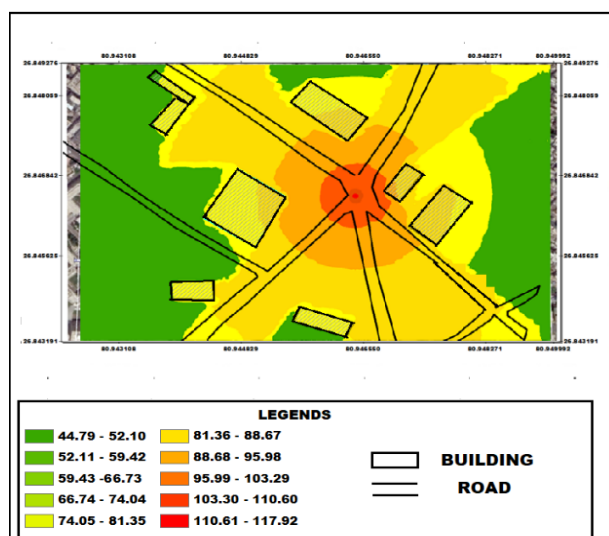 80.943108 80.944829 80.946550 80.948271 80.949992
26.849276 26.849276
26.848059 26.848059
26.846842 26.846842
26.845625 26.845625
26.843191 26.843191
80.943108 80.944829 80.946550 80.948271 80.949992
LEGENDS
44.79 - 52.10 81.36 - 88.67
52.11 - 59.42 88.68 - 95.98
59.43 -66.73 95.99 - 103.29
66.74 - 74.04 103.30 - 110.60
74.05 - 81.35 110.61 - 117.92
BUILDING
ROAD